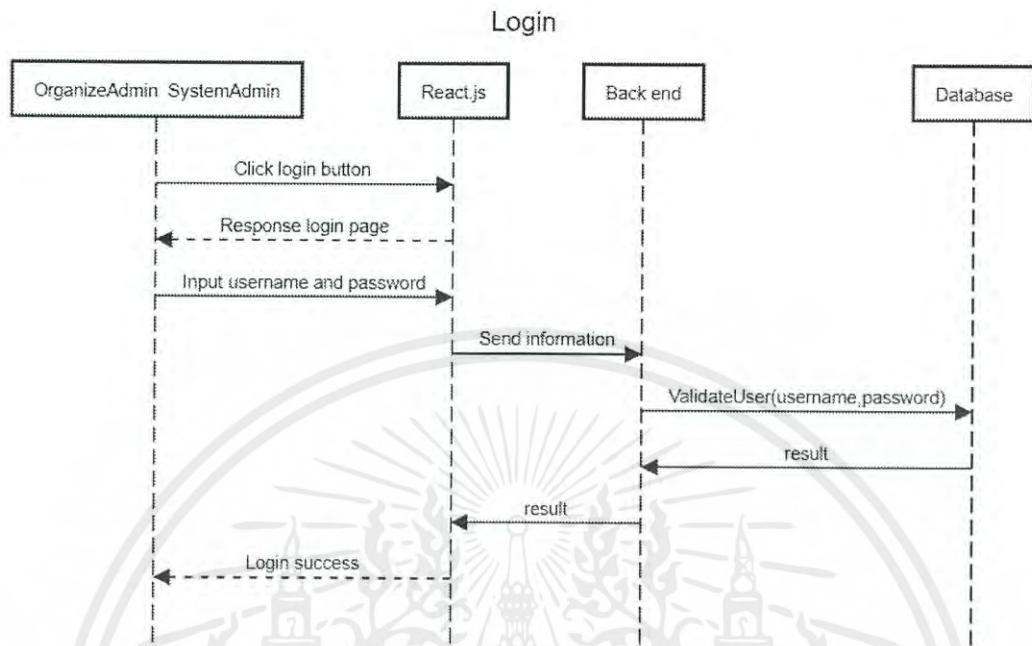 Login
OrganizeAdmin SystemAdmin
React.js
Back end
Database
Click login button
Response login page
Input username and password
Send information
ValidateUser(username,password)
result
result
Login success